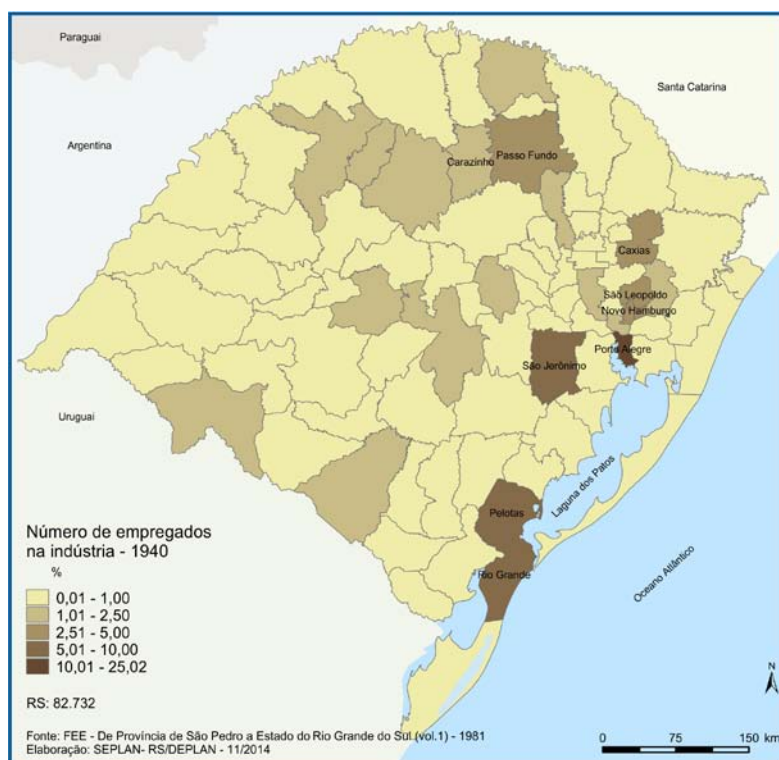 Paraguai
Santa Catarina
Argentina
Carazinho
Passo Fundo
Caxias
São Leopoldo
Novo Hamburgo
Porto Alegre
São Jerônimo
Uruguai
Laguna dos Patos
Pelotas
Rio Grande
Oceano Atlântico
Número de empregados
na indústria - 1940
%
0,01 - 1,00
1,01 - 2,50
2,51 - 5,00
5,01 - 10,00
10,01 - 25,02
RS: 82.732
N
Fonte: FEE - De Província de São Pedro a Estado do Rio Grande do Sul (vol.1) - 1981
Elaboração: SEPLAN- RS/DEPLAN - 11/2014
0 75 150 km